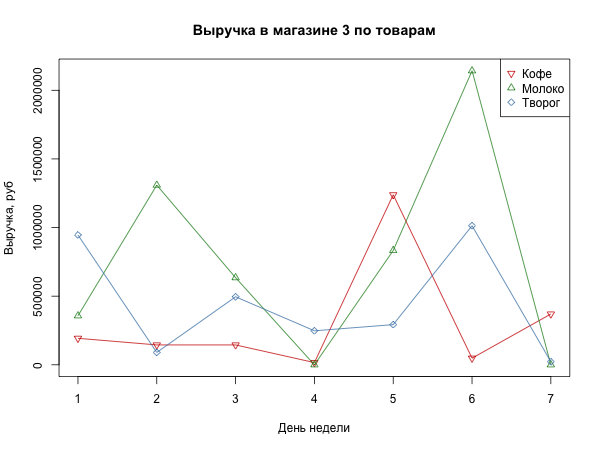 Выручка в магазине 3 по товарам
Кофе
Молоко
Творог
Выручка, руб
2000000
1500000
1000000
500000
0
1 2 3 4 5 6 7
День недели